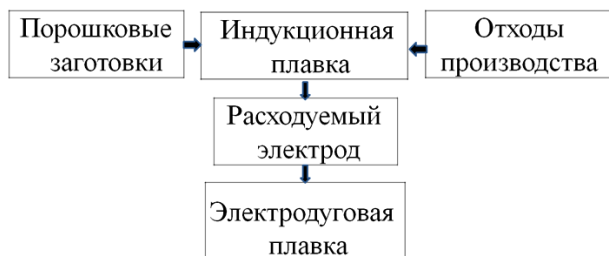 Порошковые
заготовки
Индукционная
плавка
Отходы
производства
Расходуемый
электрод
Электродуговая
плавка